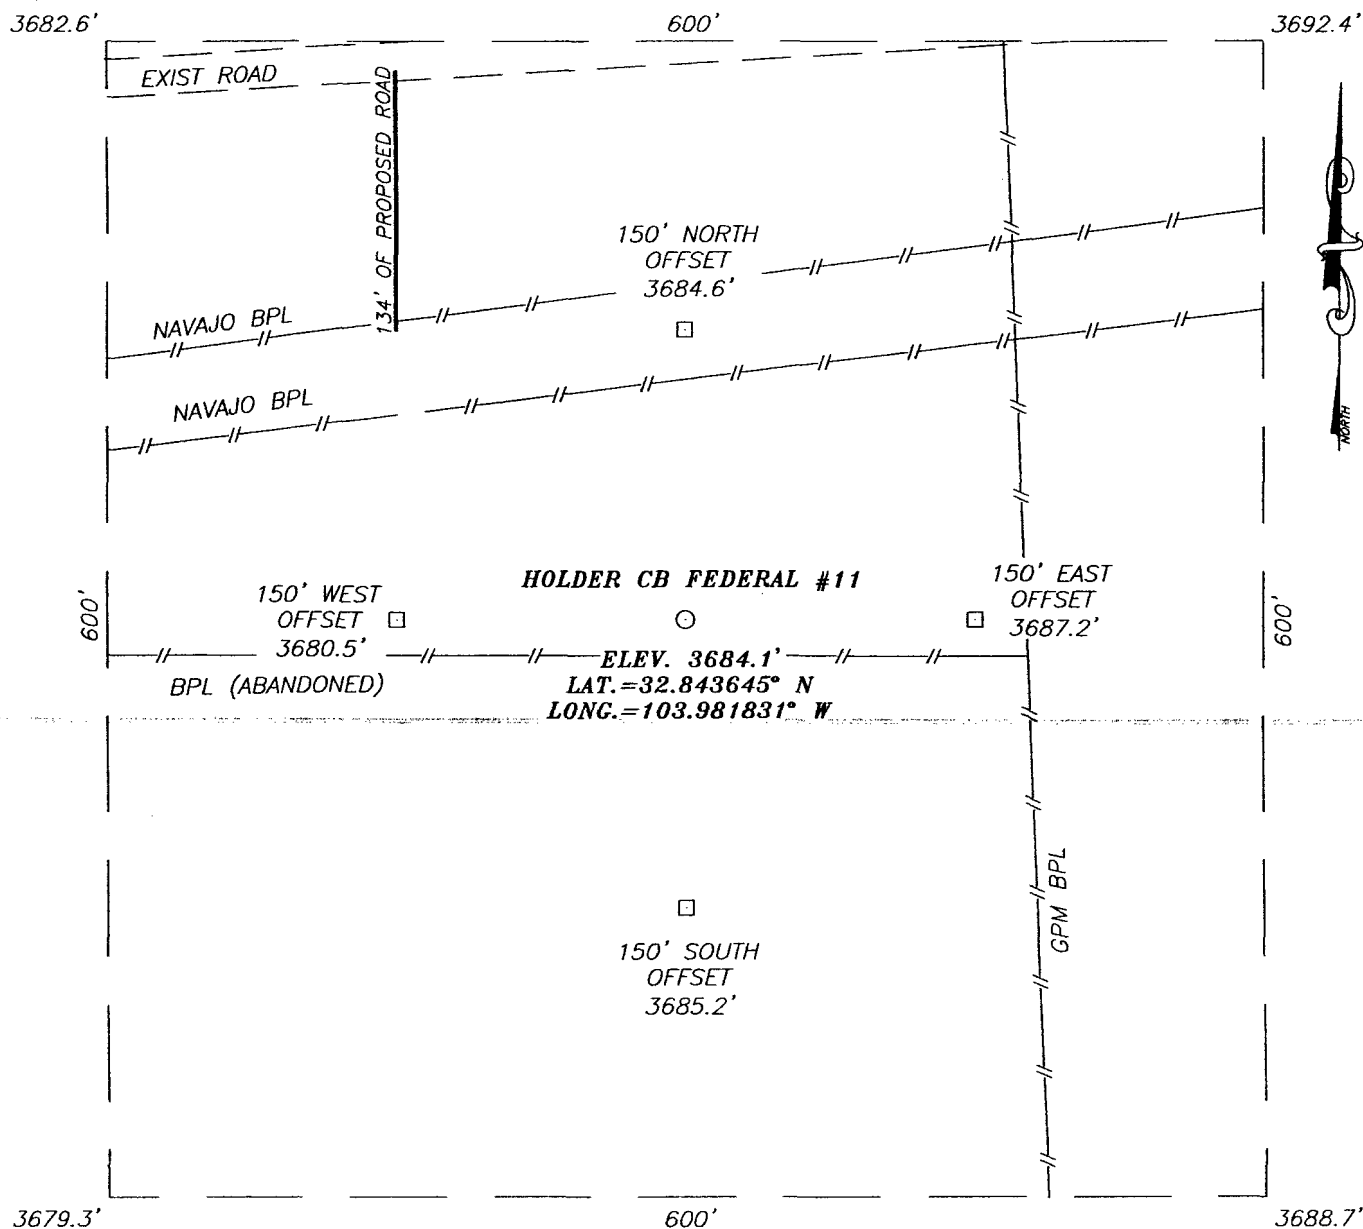 3682.6' 600' 3692.4'
EXIST ROAD
134' OF PROPOSED ROAD
150' NORTH
OFFSET
3684.6'
NAVAJO BPL
NAVAJO BPL
NORTH
HOLDER CB FEDERAL #11
150' WEST
OFFSET
3680.5'
150' EAST
OFFSET
3687.2'
600'
600'
ELEV. 3684.1'
LAT.=32.843645° N
LONG.=103.981831° W
BPL (ABANDONED)
GPM BPL
150' SOUTH
OFFSET
3685.2'
3679.3' 600' 3688.7'